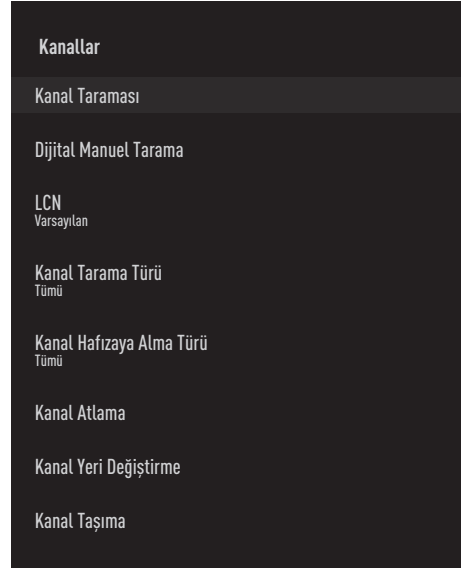 Kanallar
Kanal Taraması
Dijital Manuel Tarama
LCN
Varsayılan
Kanal Tarama Türü
Tümü
Kanal Hafızaya Alma Türü
Tümü
Kanal Atlama
Kanal Yeri Değiştirme
Kanal Taşıma